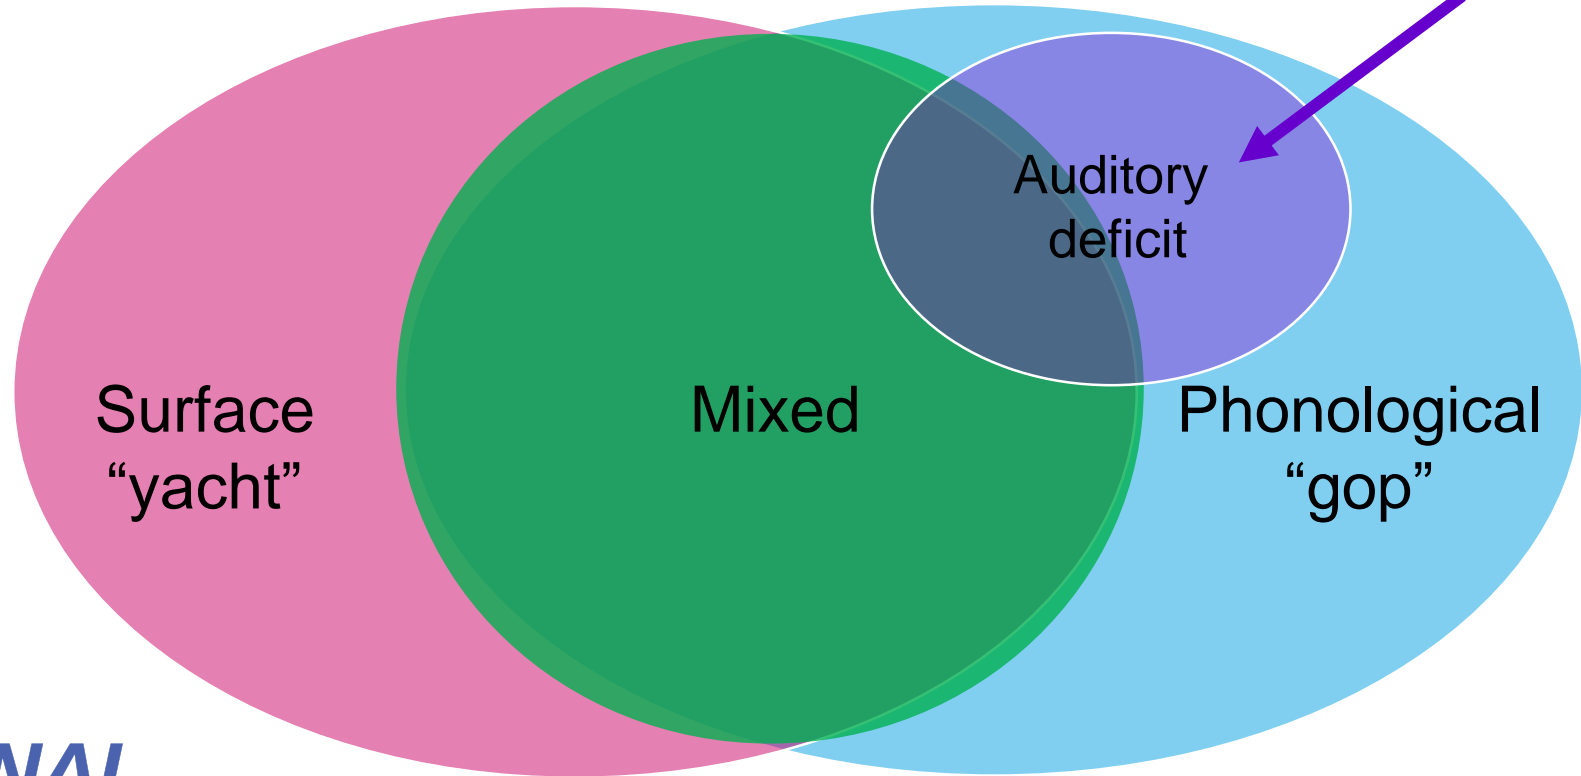 Auditory
deficit
Surface
“yacht”
Mixed
Phonological
“gop”